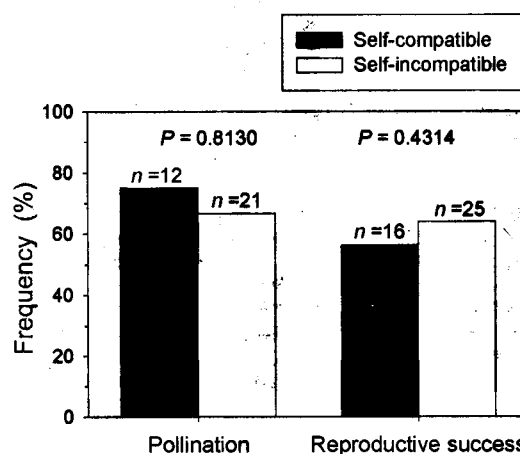 Self-compatible
Self-incompatible
100
80
60
40
20
0
Frequency (%)
P = 0.8130
P = 0.4314
n =12
n =21
n =16
n =25
Pollination
Reproductive success